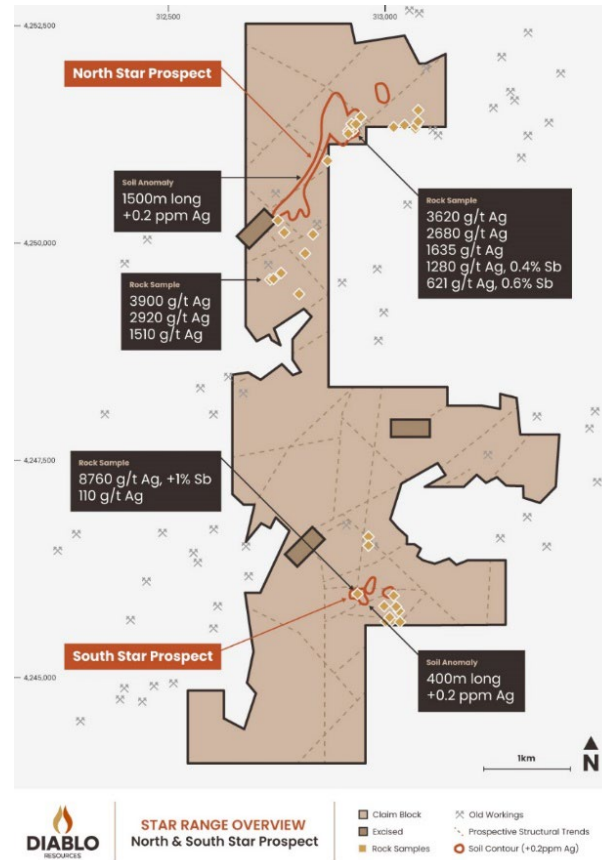 312,500
313,000
4,252,500
North Star Prospect
Soil Anomaly
1500m long
+0.2 ppm Ag
Rock Sample
3620 g/t Ag
2680 g/t Ag
1635 g/t Ag
1280 g/t Ag, 0.4% Sb
621 g/t Ag, 0.6% Sb
4,250,000
Rock Sample
3900 g/t Ag
2920 g/t Ag
1510 g/t Ag
4,247,500
Rock Sample
8760 g/t Ag, +1% Sb
110 g/t Ag
South Star Prospect
Soil Anomaly
400m long
+0.2 ppm Ag
4,245,000
1km
N
DIABLO
RESOURCES
STAR RANGE OVERVIEW
North & South Star Prospect
Claim Block
Excised
Rock Samples
Old Workings
Prospective Structural Trends
Soil Contour (+0.2ppm Ag)